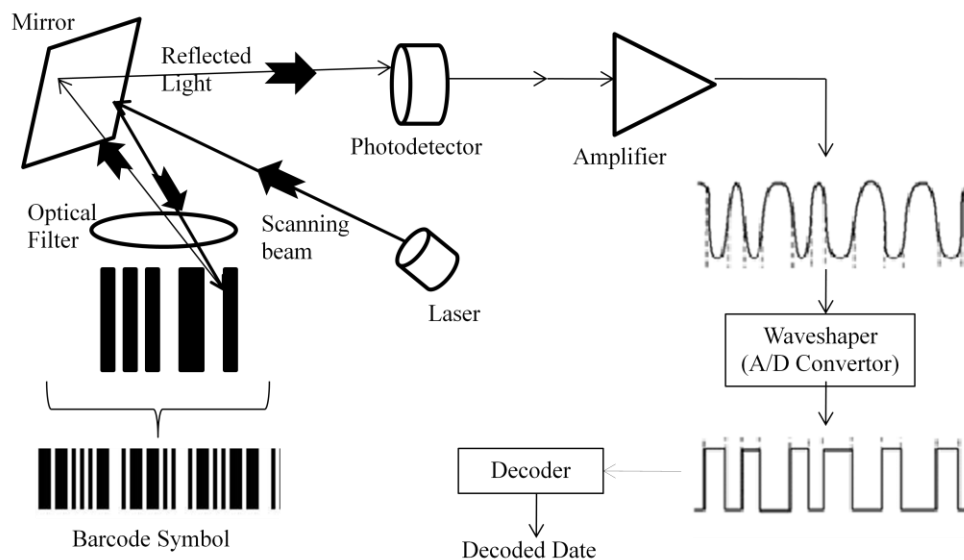 Mirror
Reflected
Light
Photodetector
Amplifier
Optical
Filter
Scanning
beam
Laser
Waveshaper
(A/D Convertor)
Decoder
Barcode Symbol
Decoded Date